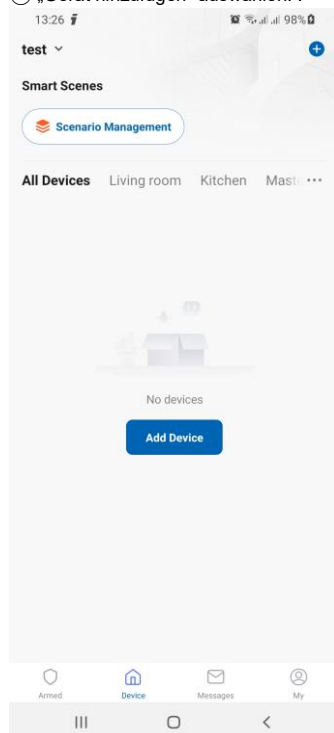 „Gerät hinzufügen“ auswählen.
13:26 98%
test
Smart Scenes
Scenario Management
All Devices Living room Kitchen Mast ···
No devices
Add Device
Armed Device Messages My